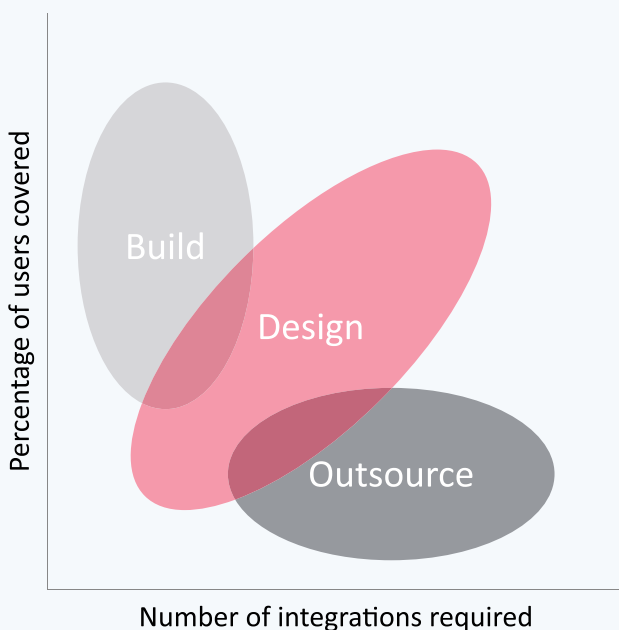 Percentage of users covered
Build
Design
Outsource
Number of integrations required